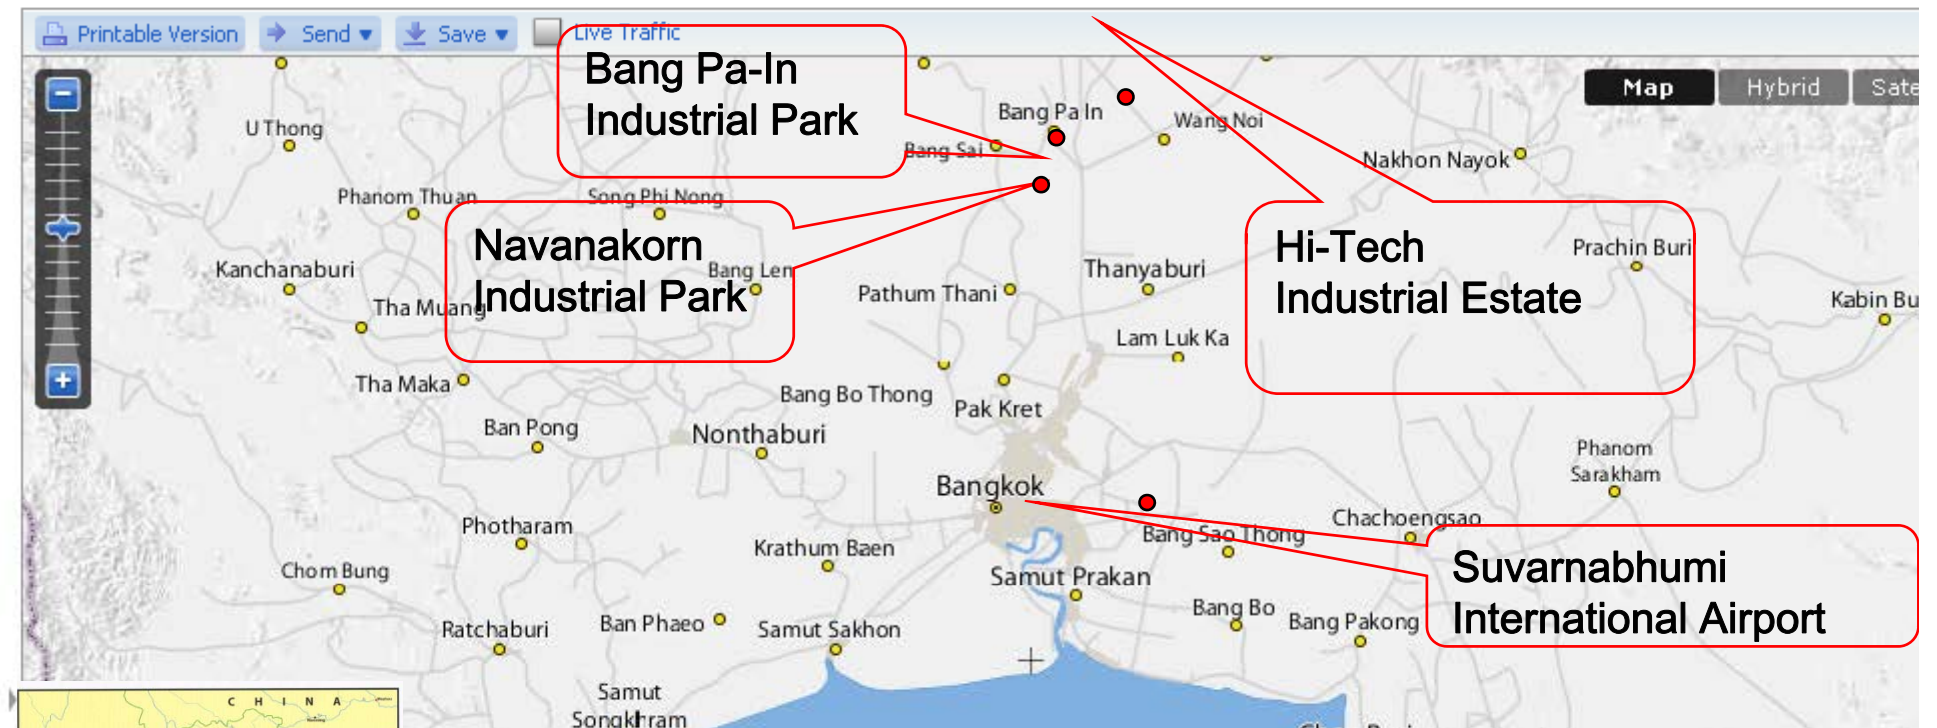 Printable Version
Send
Save
Live Traffic
Bang Pa-In
Industrial Park
Map
Hybrid
Sate
Bang Pa In
Wang Noi
U Thong
Bang Sai
Nakhon Nayok
Phanom Thuan
Song Phi Nong
Navanakorn
Industrial Park
Hi-Tech
Industrial Estate
Prachin Buri
Kanchanaburi
Bang Len
Thanyaburi
Tha Muang
Pathum Thani
Kabin Bu
Lam Luk Ka
Tha Maka
Bang Bo Thong
Pak Kret
Ban Pong
Nonthaburi
Phanom
Sarakham
Bangkok
Photharam
Chachoengsao
Bang Sao Thong
Krathum Baen
Suvarnabhumi
International Airport
Chom Bung
Samut Prakan
Bang Bo
Bang Pakong
Ratchaburi
Ban Phaeo
Samut Sakhon
Samut
Songkhram
CHINA